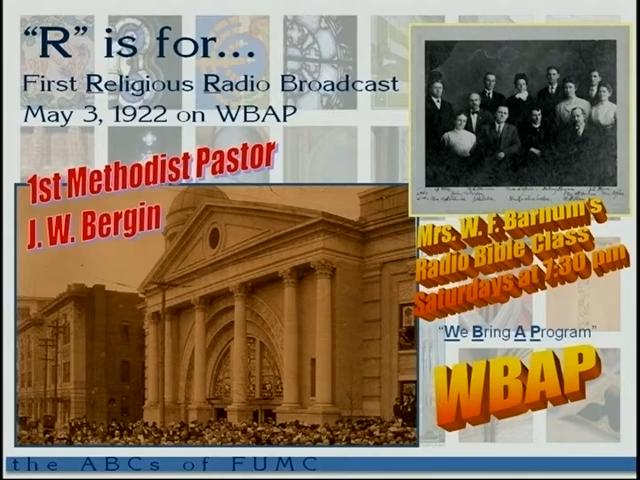 "R" is for...
First Religious Radio Broadcast
May 3, 1922 on WBAP
1st Methodist Pastor
J. W. Bergin
Mrs. W. F. Barnum's
Radio Bible Class
Saturdays at 7:30 pm
"We Bring A Program"
WBAP
the ABCs of FUMC